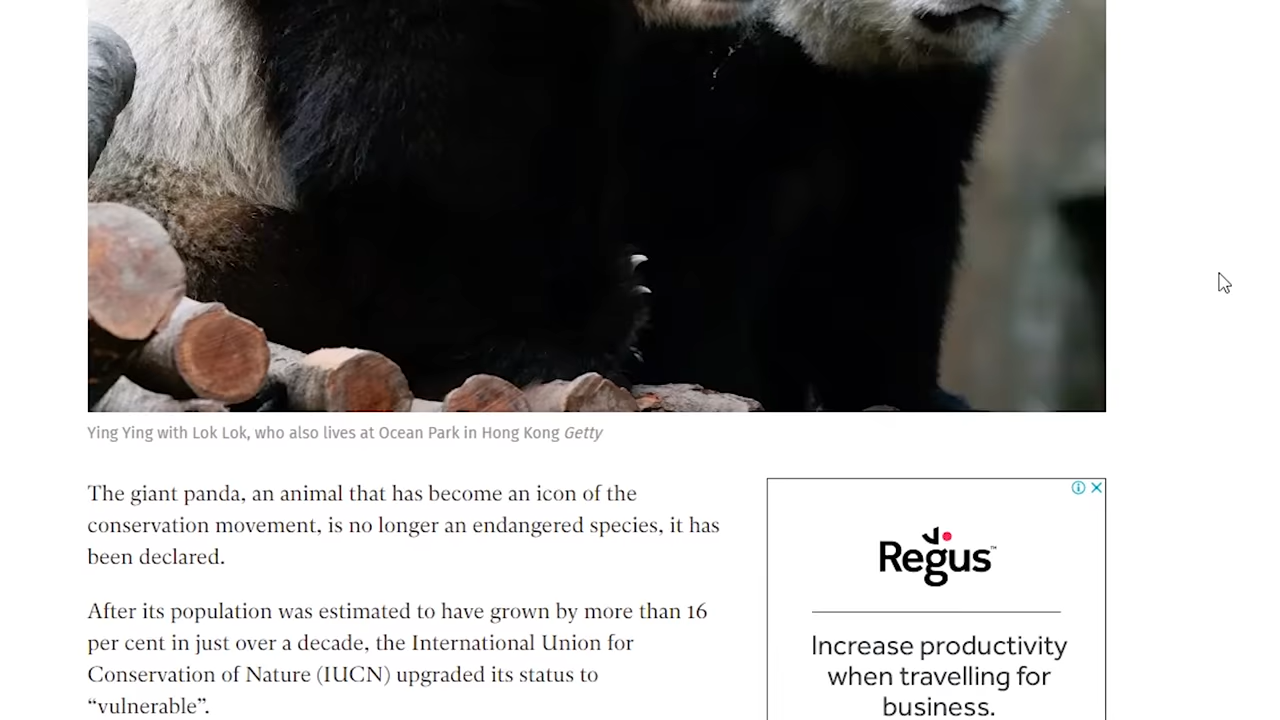 Ying Ying with Lok Lok, who also lives at Ocean Park in Hong Kong Getty
The giant panda, an animal that has become an icon of the
conservation movement, is no longer an endangered species, it has
been declared.
After its population was estimated to have grown by more than 16
per cent in just over a decade, the International Union for
Conservation of Nature (IUCN) upgraded its status to
“vulnerable”.
Regus™
Increase productivity
when travelling for
business.